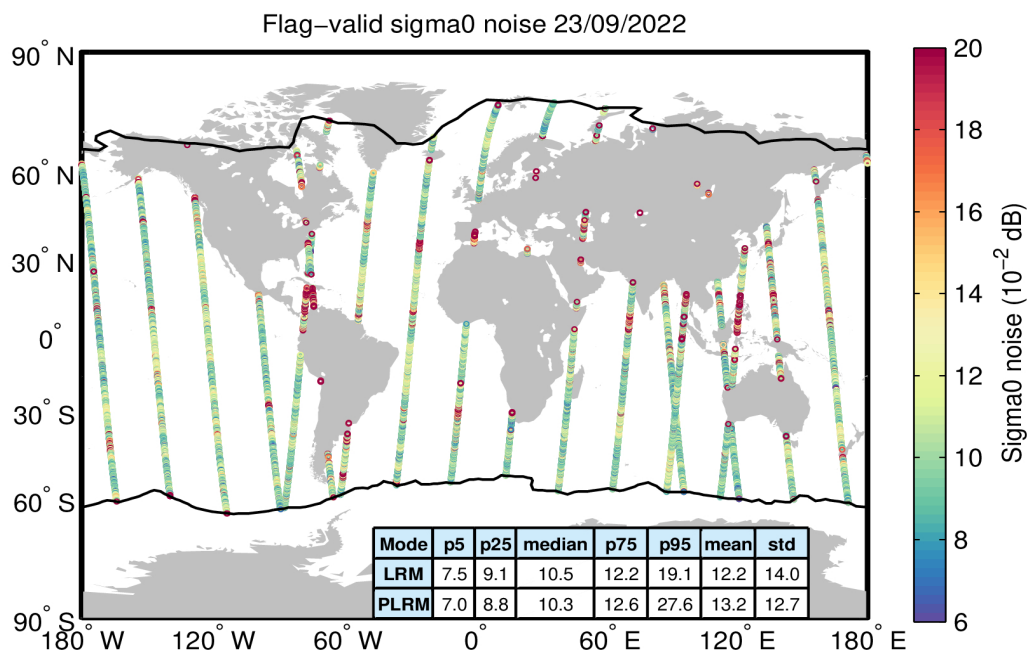 Flag−valid sigma0 noise 23/09/2022
90° N
60° N
30° N
0°
30° S
60° S
90° S
180° W
120° W
60° W
0°
60° E
120° E
180° E
20
18
16
14
12
10
8
6
Sigma0 noise (10⁻² dB)
Mode p5 p25 median p75 p95 mean std
LRM 7.5 9.1 10.5 12.2 19.1 12.2 14.0
PLRM 7.0 8.8 10.3 12.6 27.6 13.2 12.7